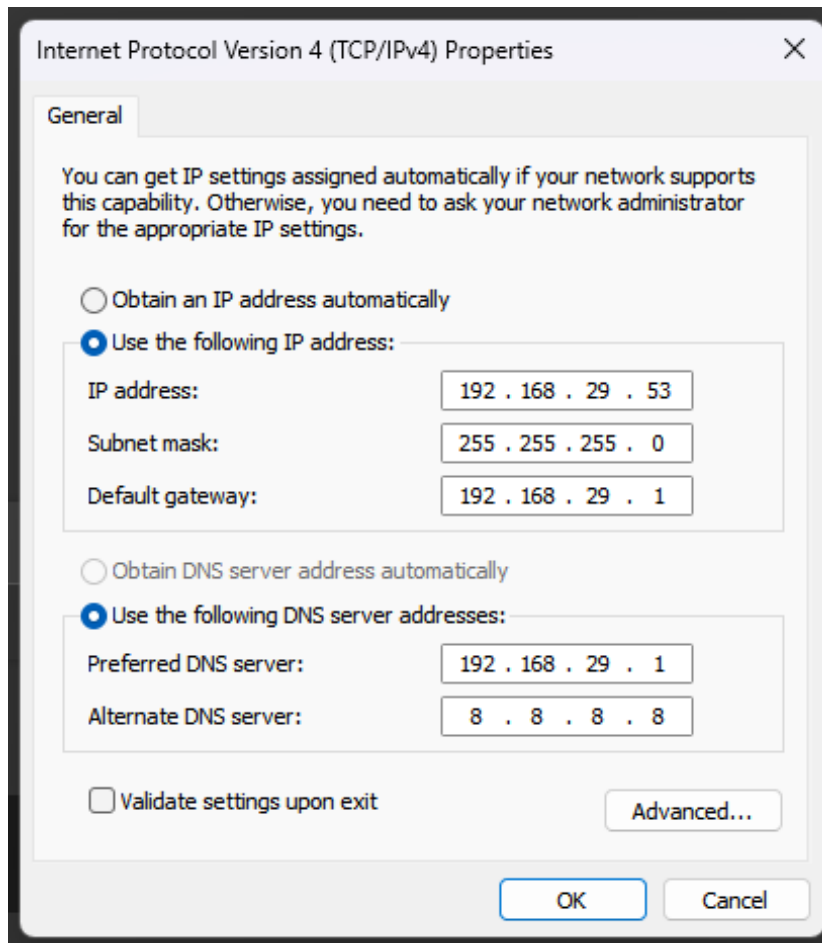 Internet Protocol Version 4 (TCP/IPv4) Properties
General
You can get IP settings assigned automatically if your network supports
this capability. Otherwise, you need to ask your network administrator
for the appropriate IP settings.
Obtain an IP address automatically
Use the following IP address:
IP address: 192 . 168 . 29 . 53
Subnet mask: 255 . 255 . 255 . 0
Default gateway: 192 . 168 . 29 . 1
Obtain DNS server address automatically
Use the following DNS server addresses:
Preferred DNS server: 192 . 168 . 29 . 1
Alternate DNS server: 8 . 8 . 8 . 8
Validate settings upon exit
Advanced...
OK Cancel